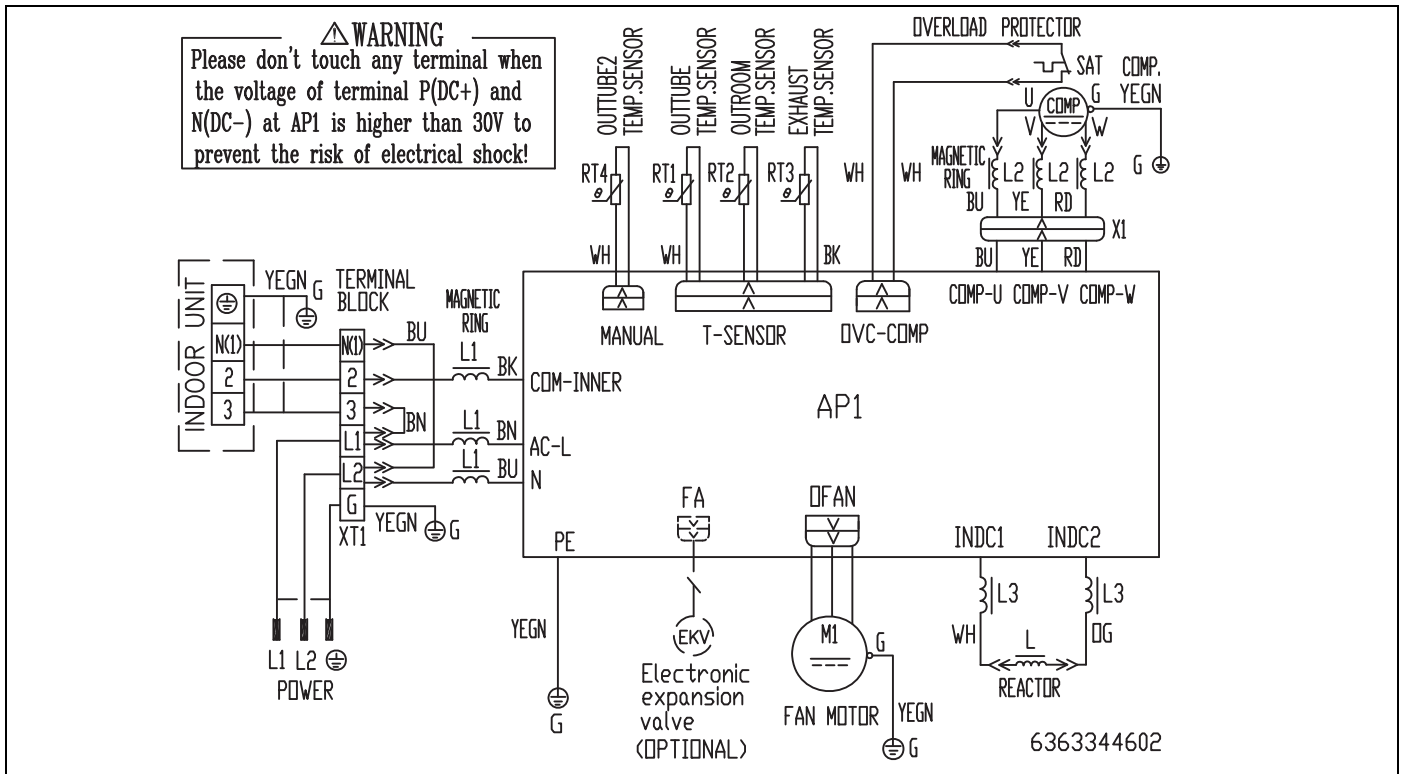 WARNING
Please don't touch any terminal when
the voltage of terminal P(DC+) and
N(DC-) at AP1 is higher than 30V to
prevent the risk of electrical shock!
OUTTUBE2
TEMP.SENSOR
OUTTUBE
TEMP.SENSOR
OUTROOM
TEMP.SENSOR
EXHAUST
TEMP.SENSOR
OVERLOAD PROTECTOR
SAT
COMP.
YEGN
U
COMP
G
V
W
G
RT4
θ
RT1
θ
RT2
RT3
θ
WH
WH
MAGNETIC
RING
L2
L2
L2
BU
YE
RD
X1
WH
WH
BK
BU
YE
RD
COMP-U
COMP-V
COMP-W
MANUAL
T-SENSOR
OVC-COMP
INDOOR UNIT
YEGN
G
N(1)
2
3
TERMINAL
BLOCK
N(1)
2
3
L1
L2
G
XT1
BU
BN
MAGNETIC
RING
L1
BK
COM-INNER
L1
BN
AC-L
L1
BU
N
YEGN
G
AP1
L1
L2
POWER
PE
YEGN
G
FA
EKV
Electronic
expansion
valve
(OPTIONAL)
OFAN
M1
G
FAN MOTOR
YEGN
G
INDC1
INDC2
L3
L3
WH
L
OG
REACTOR
6363344602